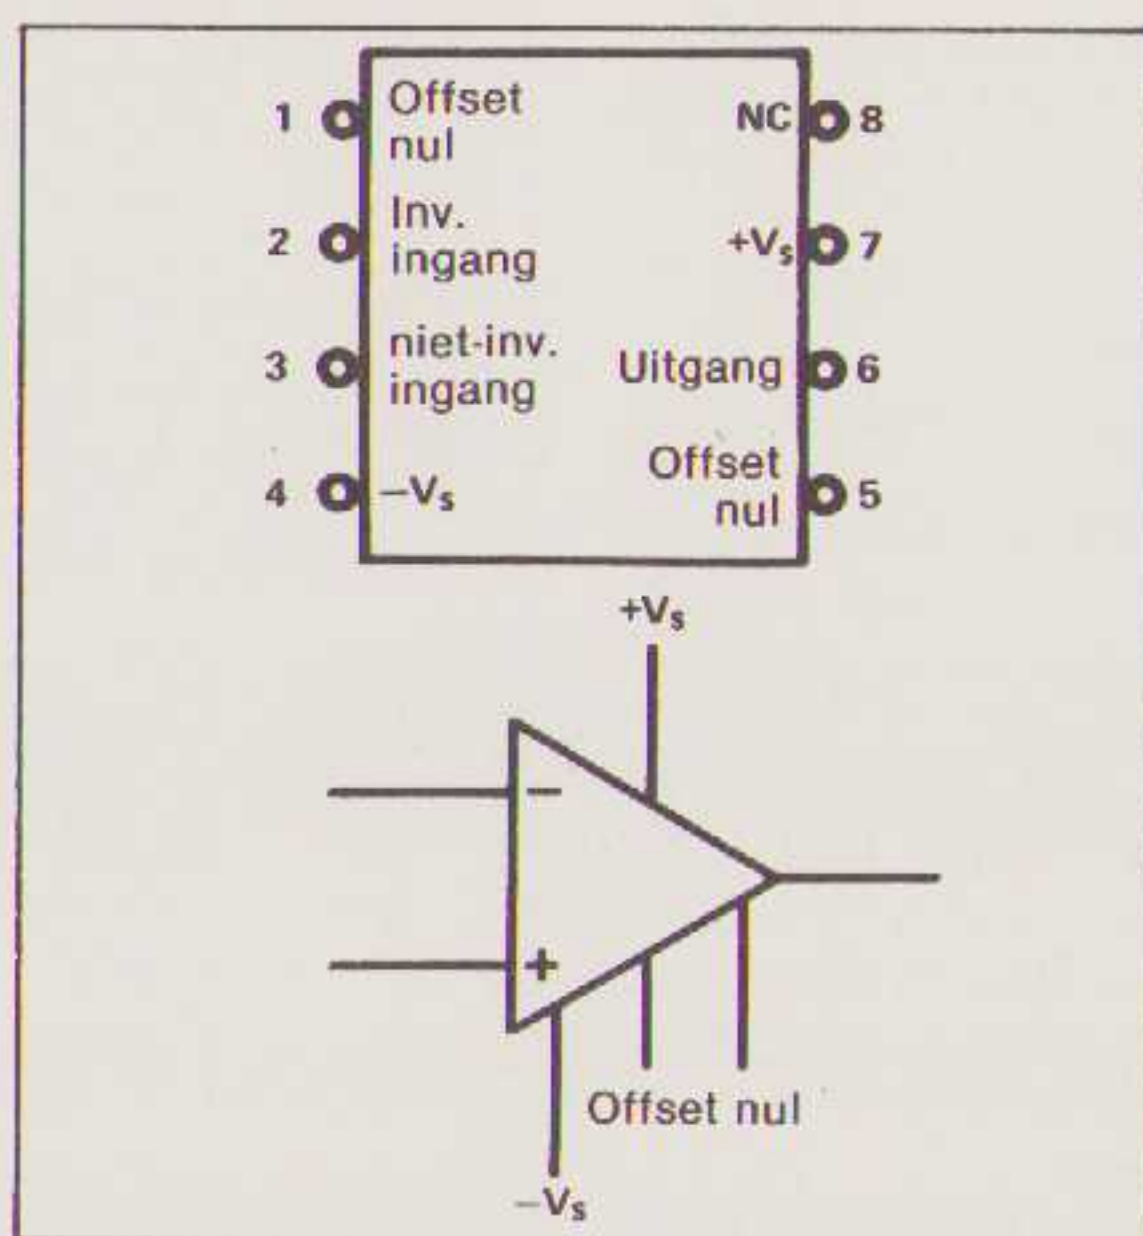 1
Offset
nul
NC
8
2
Inv.
ingang
+Vs
7
3
niet-inv.
ingang
Uitgang
6
4
−Vs
Offset
nul
5
+Vs
−
+
Offset nul
−Vs